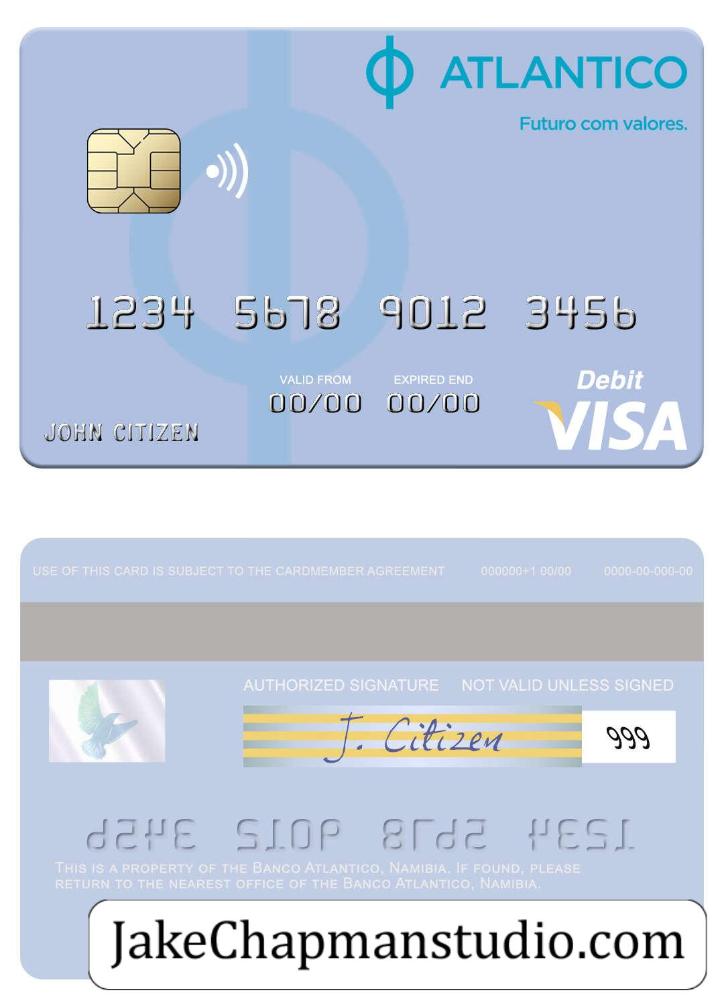 ATLANTICO
Futuro com valores.
1234 5678 9012 3456
VALID FROM EXPIRED END
00/00 00/00
Debit
JOHN CITIZEN
VISA
USE OF THIS CARD IS SUBJECT TO THE CARDMEMBER AGREEMENT 000000+1 00/00 0000-00-000-00
AUTHORIZED SIGNATURE NOT VALID UNLESS SIGNED
J. Citizen
999
1234 5678 9012 3456
THIS IS A PROPERTY OF THE BANCO ATLANTICO, NAMIBIA. IF FOUND, PLEASE
RETURN TO THE NEAREST OFFICE OF THE BANCO ATLANTICO, NAMIBIA.
JakeChapmanstudio.com